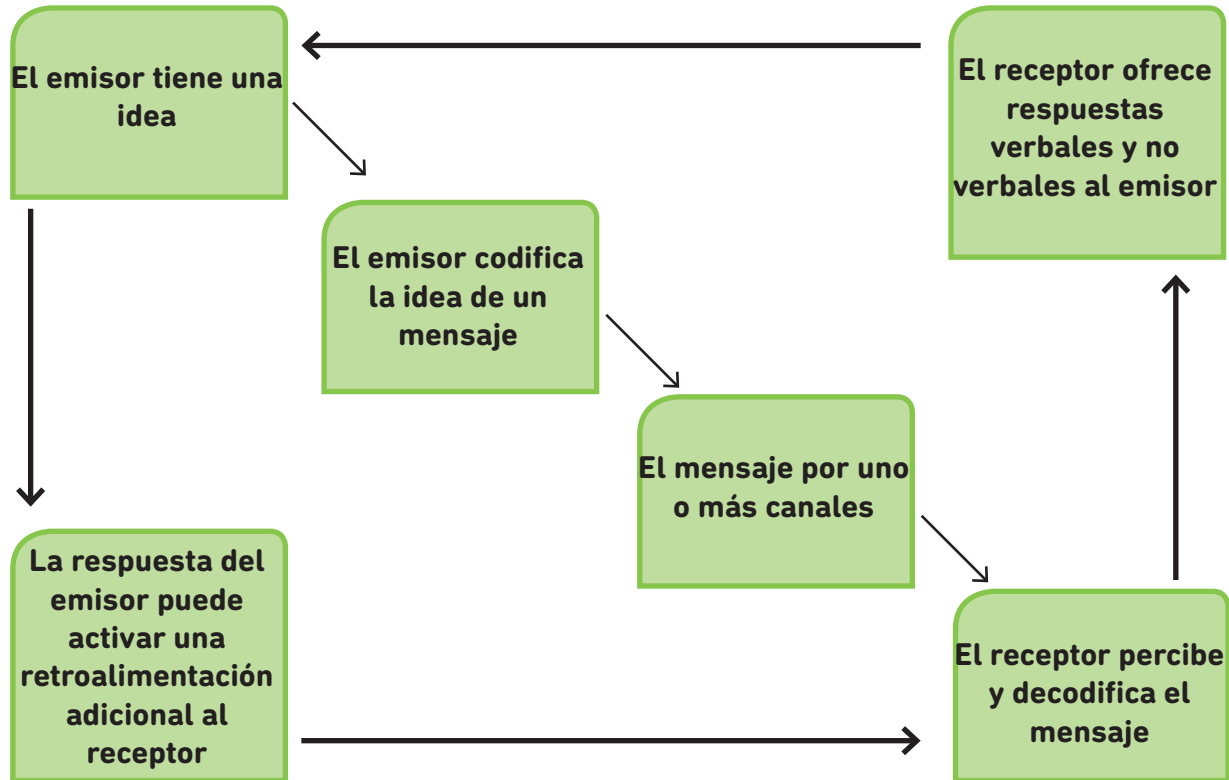 El emisor tiene una
idea
El receptor ofrece
respuestas
verbales y no
verbales al emisor
El emisor codifica
la idea de un
mensaje
El mensaje por uno
o más canales
La respuesta del
emisor puede
activar una
retroalimentación
adicional al
receptor
El receptor percibe
y decodifica el
mensaje